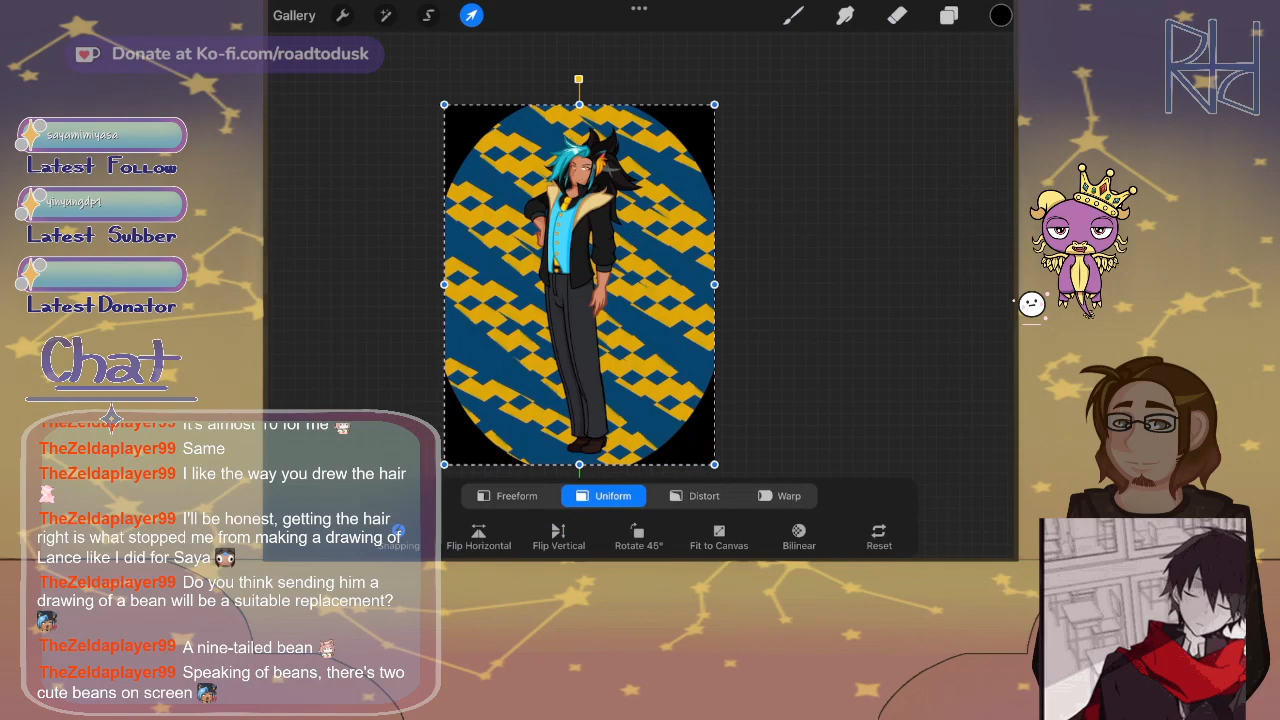 Gallery
Donate at Ko-fi.com/roadtodusk
RtD
sayamimiyasa
Latest Follow
yinyungdp1
Latest Subber
Latest Donator
Chat
TheZeldaplayer99 It's almost 10 for me
TheZeldaplayer99 Same
TheZeldaplayer99 I like the way you drew the hair
TheZeldaplayer99 I'll be honest, getting the hair
right is what stopped me from making a drawing of
Lance like I did for Saya
TheZeldaplayer99 Do you think sending him a
drawing of a bean will be a suitable replacement?
TheZeldaplayer99 A nine-tailed bean
TheZeldaplayer99 Speaking of beans, there's two
cute beans on screen
Freeform
Uniform
Distort
Warp
Snapping
Flip Horizontal
Flip Vertical
Rotate 45°
Fit to Canvas
Bilinear
Reset